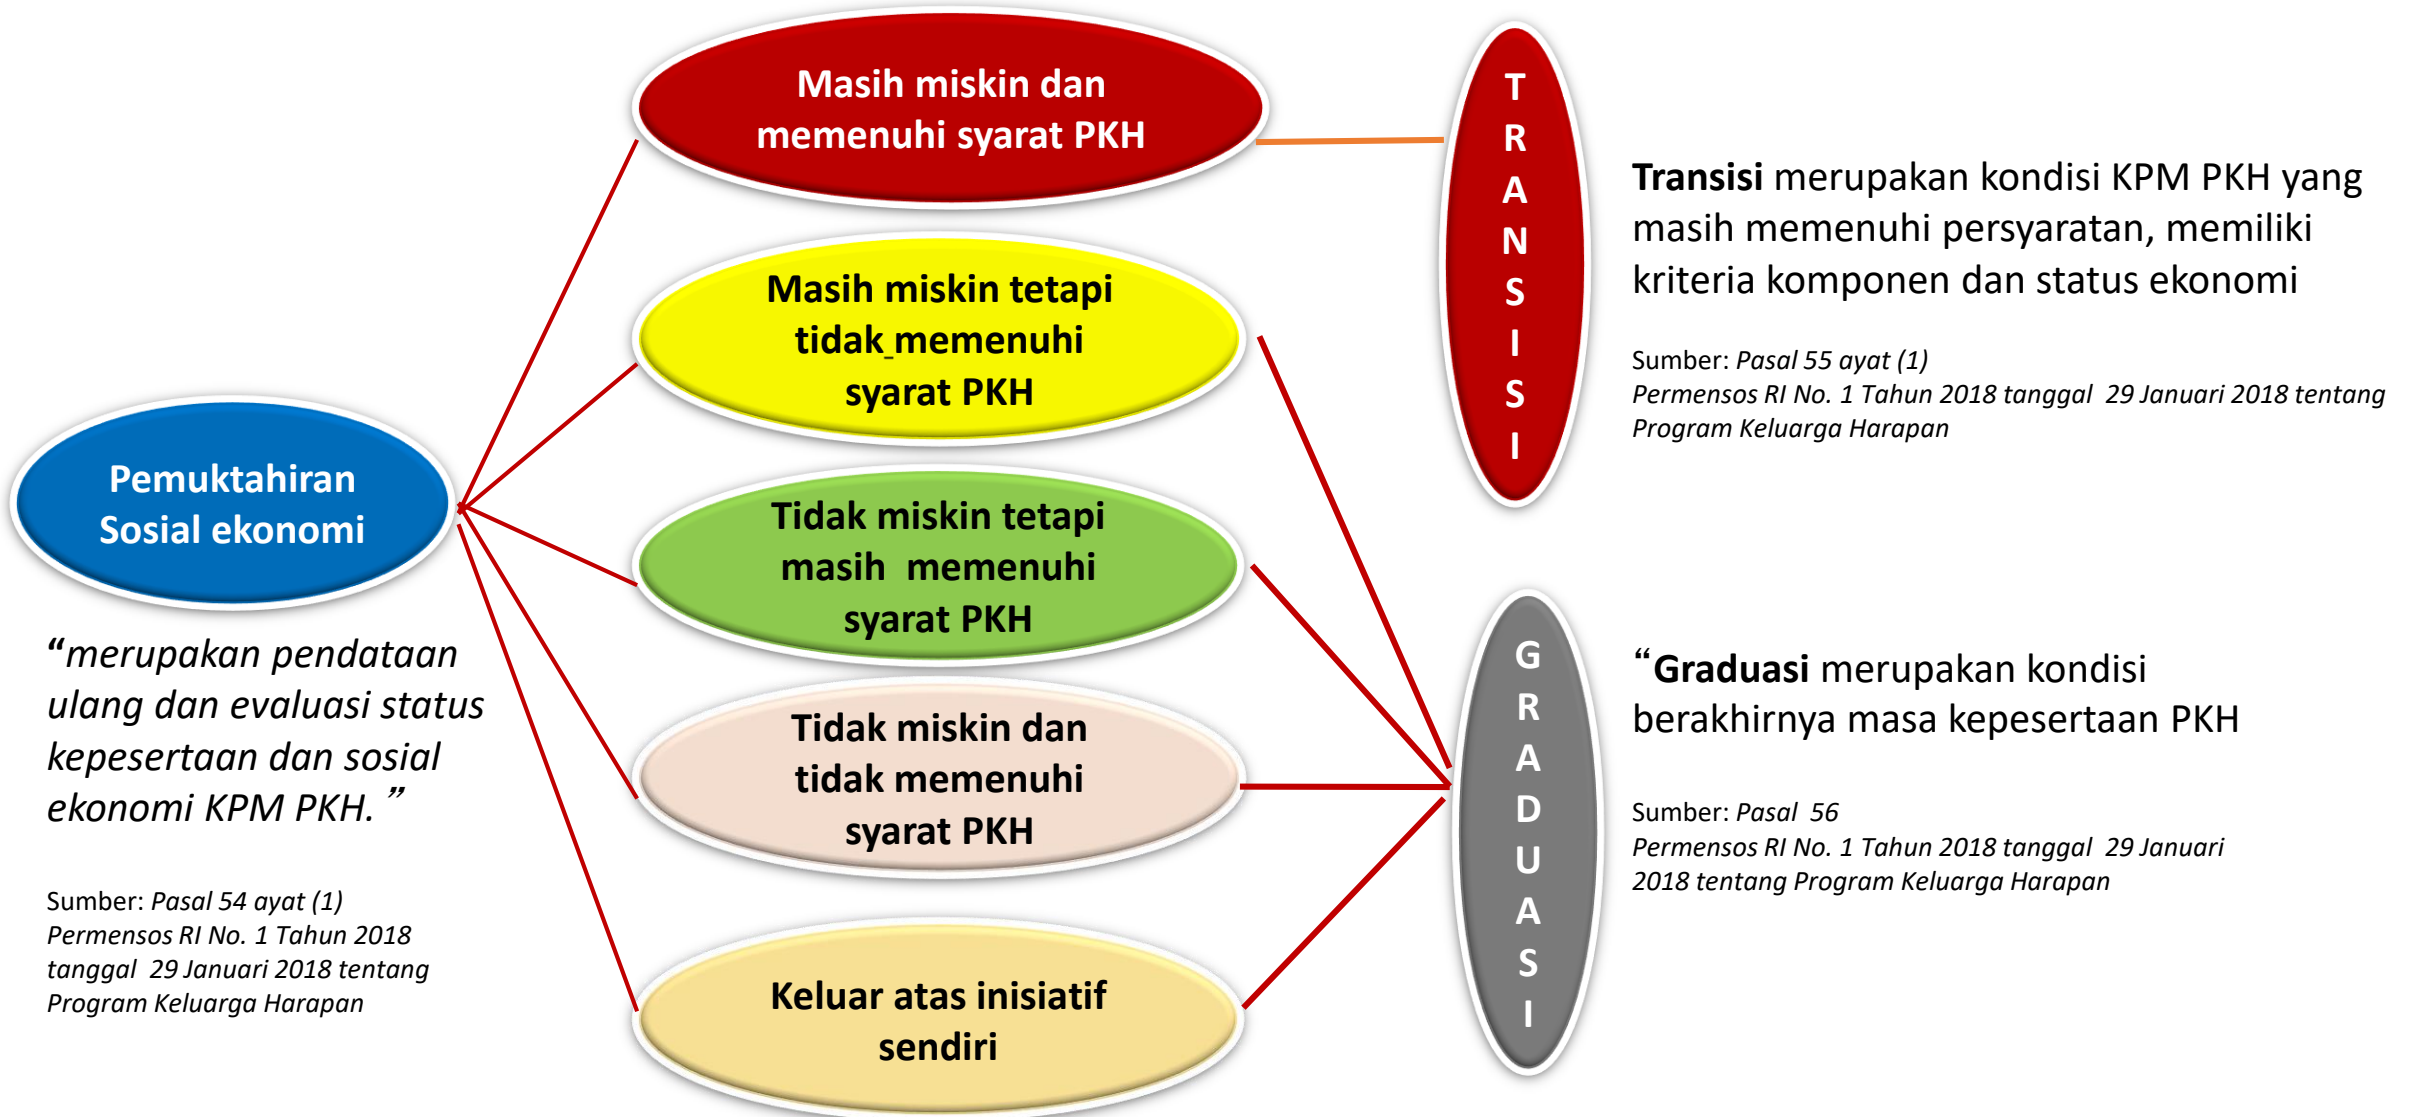 Pemuktahiran
Sosial ekonomi
“merupakan pendataan
ulang dan evaluasi status
kepesertaan dan sosial
ekonomi KPM PKH. ”
Sumber: Pasal 54 ayat (1)
Permensos RI No. 1 Tahun 2018
tanggal 29 Januari 2018 tentang
Program Keluarga Harapan
Masih miskin dan
memenuhi syarat PKH
Masih miskin tetapi
tidak memenuhi
syarat PKH
Tidak miskin tetapi
masih memenuhi
syarat PKH
Tidak miskin dan
tidak memenuhi
syarat PKH
Keluar atas inisiatif
sendiri
T
R
A
N
S
I
S
I
Transisi merupakan kondisi KPM PKH yang
masih memenuhi persyaratan, memiliki
kriteria komponen dan status ekonomi
Sumber: Pasal 55 ayat (1)
Permensos RI No. 1 Tahun 2018 tanggal 29 Januari 2018 tentang
Program Keluarga Harapan
G
R
A
D
U
A
S
I
“Graduasi merupakan kondisi
berakhirnya masa kepesertaan PKH
Sumber: Pasal 56
Permensos RI No. 1 Tahun 2018 tanggal 29 Januari
2018 tentang Program Keluarga Harapan